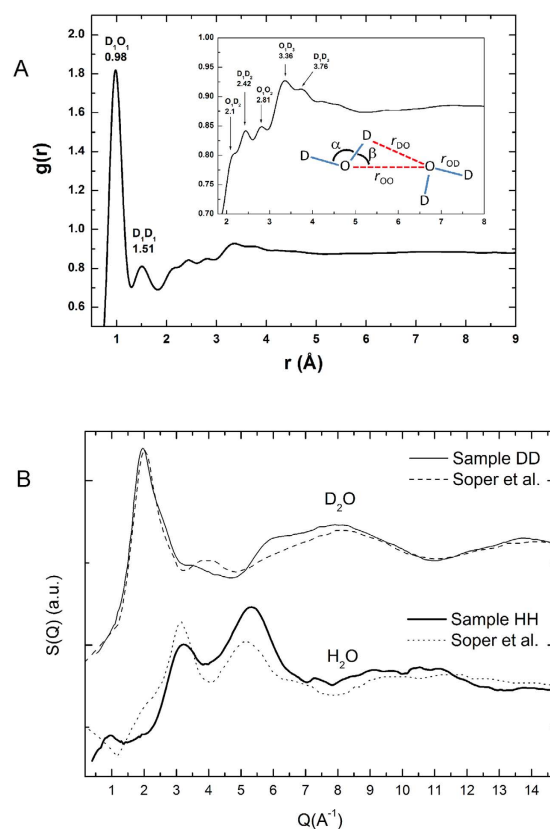 A
D₁O₁
0.98
D₁D₁
1.51
g(r)
2.0
1.8
1.6
1.4
1.2
1.0
0.8
0.6
1 2 3 4 5 6 7 8 9
r (Å)
1.00
0.95
0.90
0.85
0.80
0.75
0.70
2 3 4 5 6 7 8
O₁D₂
2.1
D₁D₂
2.42
O₁O₂
2.81
O₁D₃
3.36
D₁D₂
3.76
α D β r_DO
D O O r_OD
r_OO D
D
B
Sample DD
Soper et al.
D₂O
S(Q) (a.u.)
Sample HH
Soper et al.
H₂O
1 2 3 4 5 6 7 8 9 10 11 12 13 14
Q(A⁻¹)